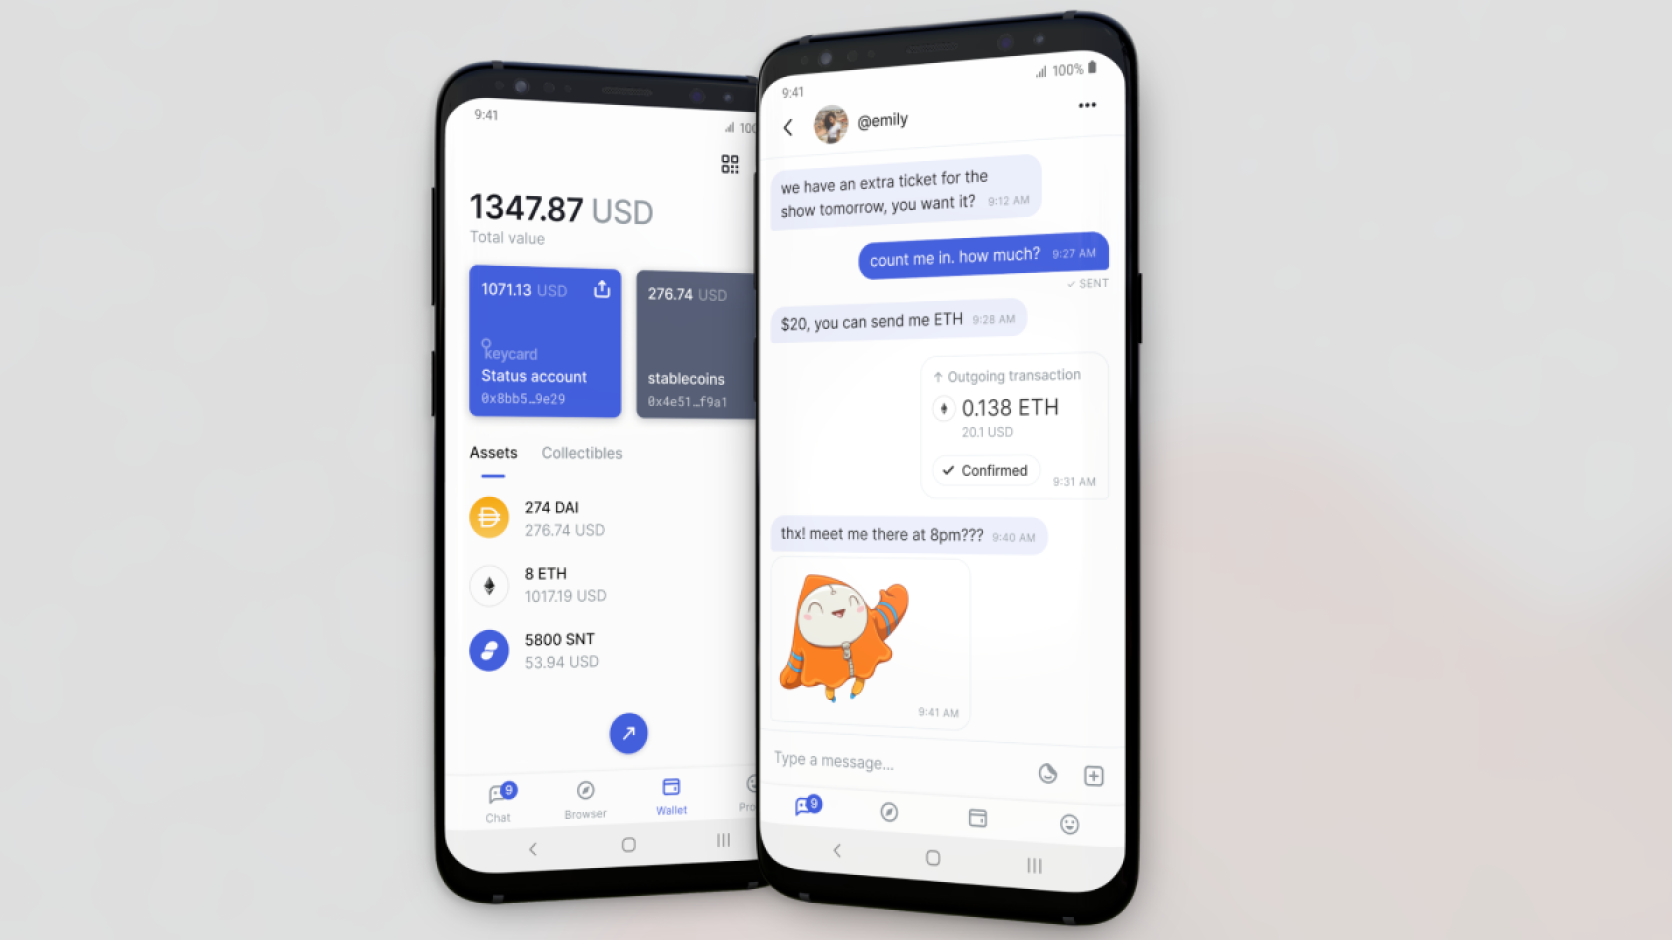 9:41
100
1347.87 USD
Total value
1071.13 USD
keycard
Status account
0x8bb5…9e29
276.74 USD
stablecoins
0x4e51…f9a1
Assets
Collectibles
274 DAI
276.74 USD
8 ETH
1017.19 USD
5800 SNT
53.94 USD
9
Chat
Browser
Wallet
Pro
9:41
100%
@emily
we have an extra ticket for the
show tomorrow, you want it? 9:12 AM
count me in. how much? 9:27 AM
✓ SENT
$20, you can send me ETH 9:28 AM
↑ Outgoing transaction
0.138 ETH
20.1 USD
✓ Confirmed
9:31 AM
thx! meet me there at 8pm??? 9:40 AM
9:41 AM
Type a message...
9